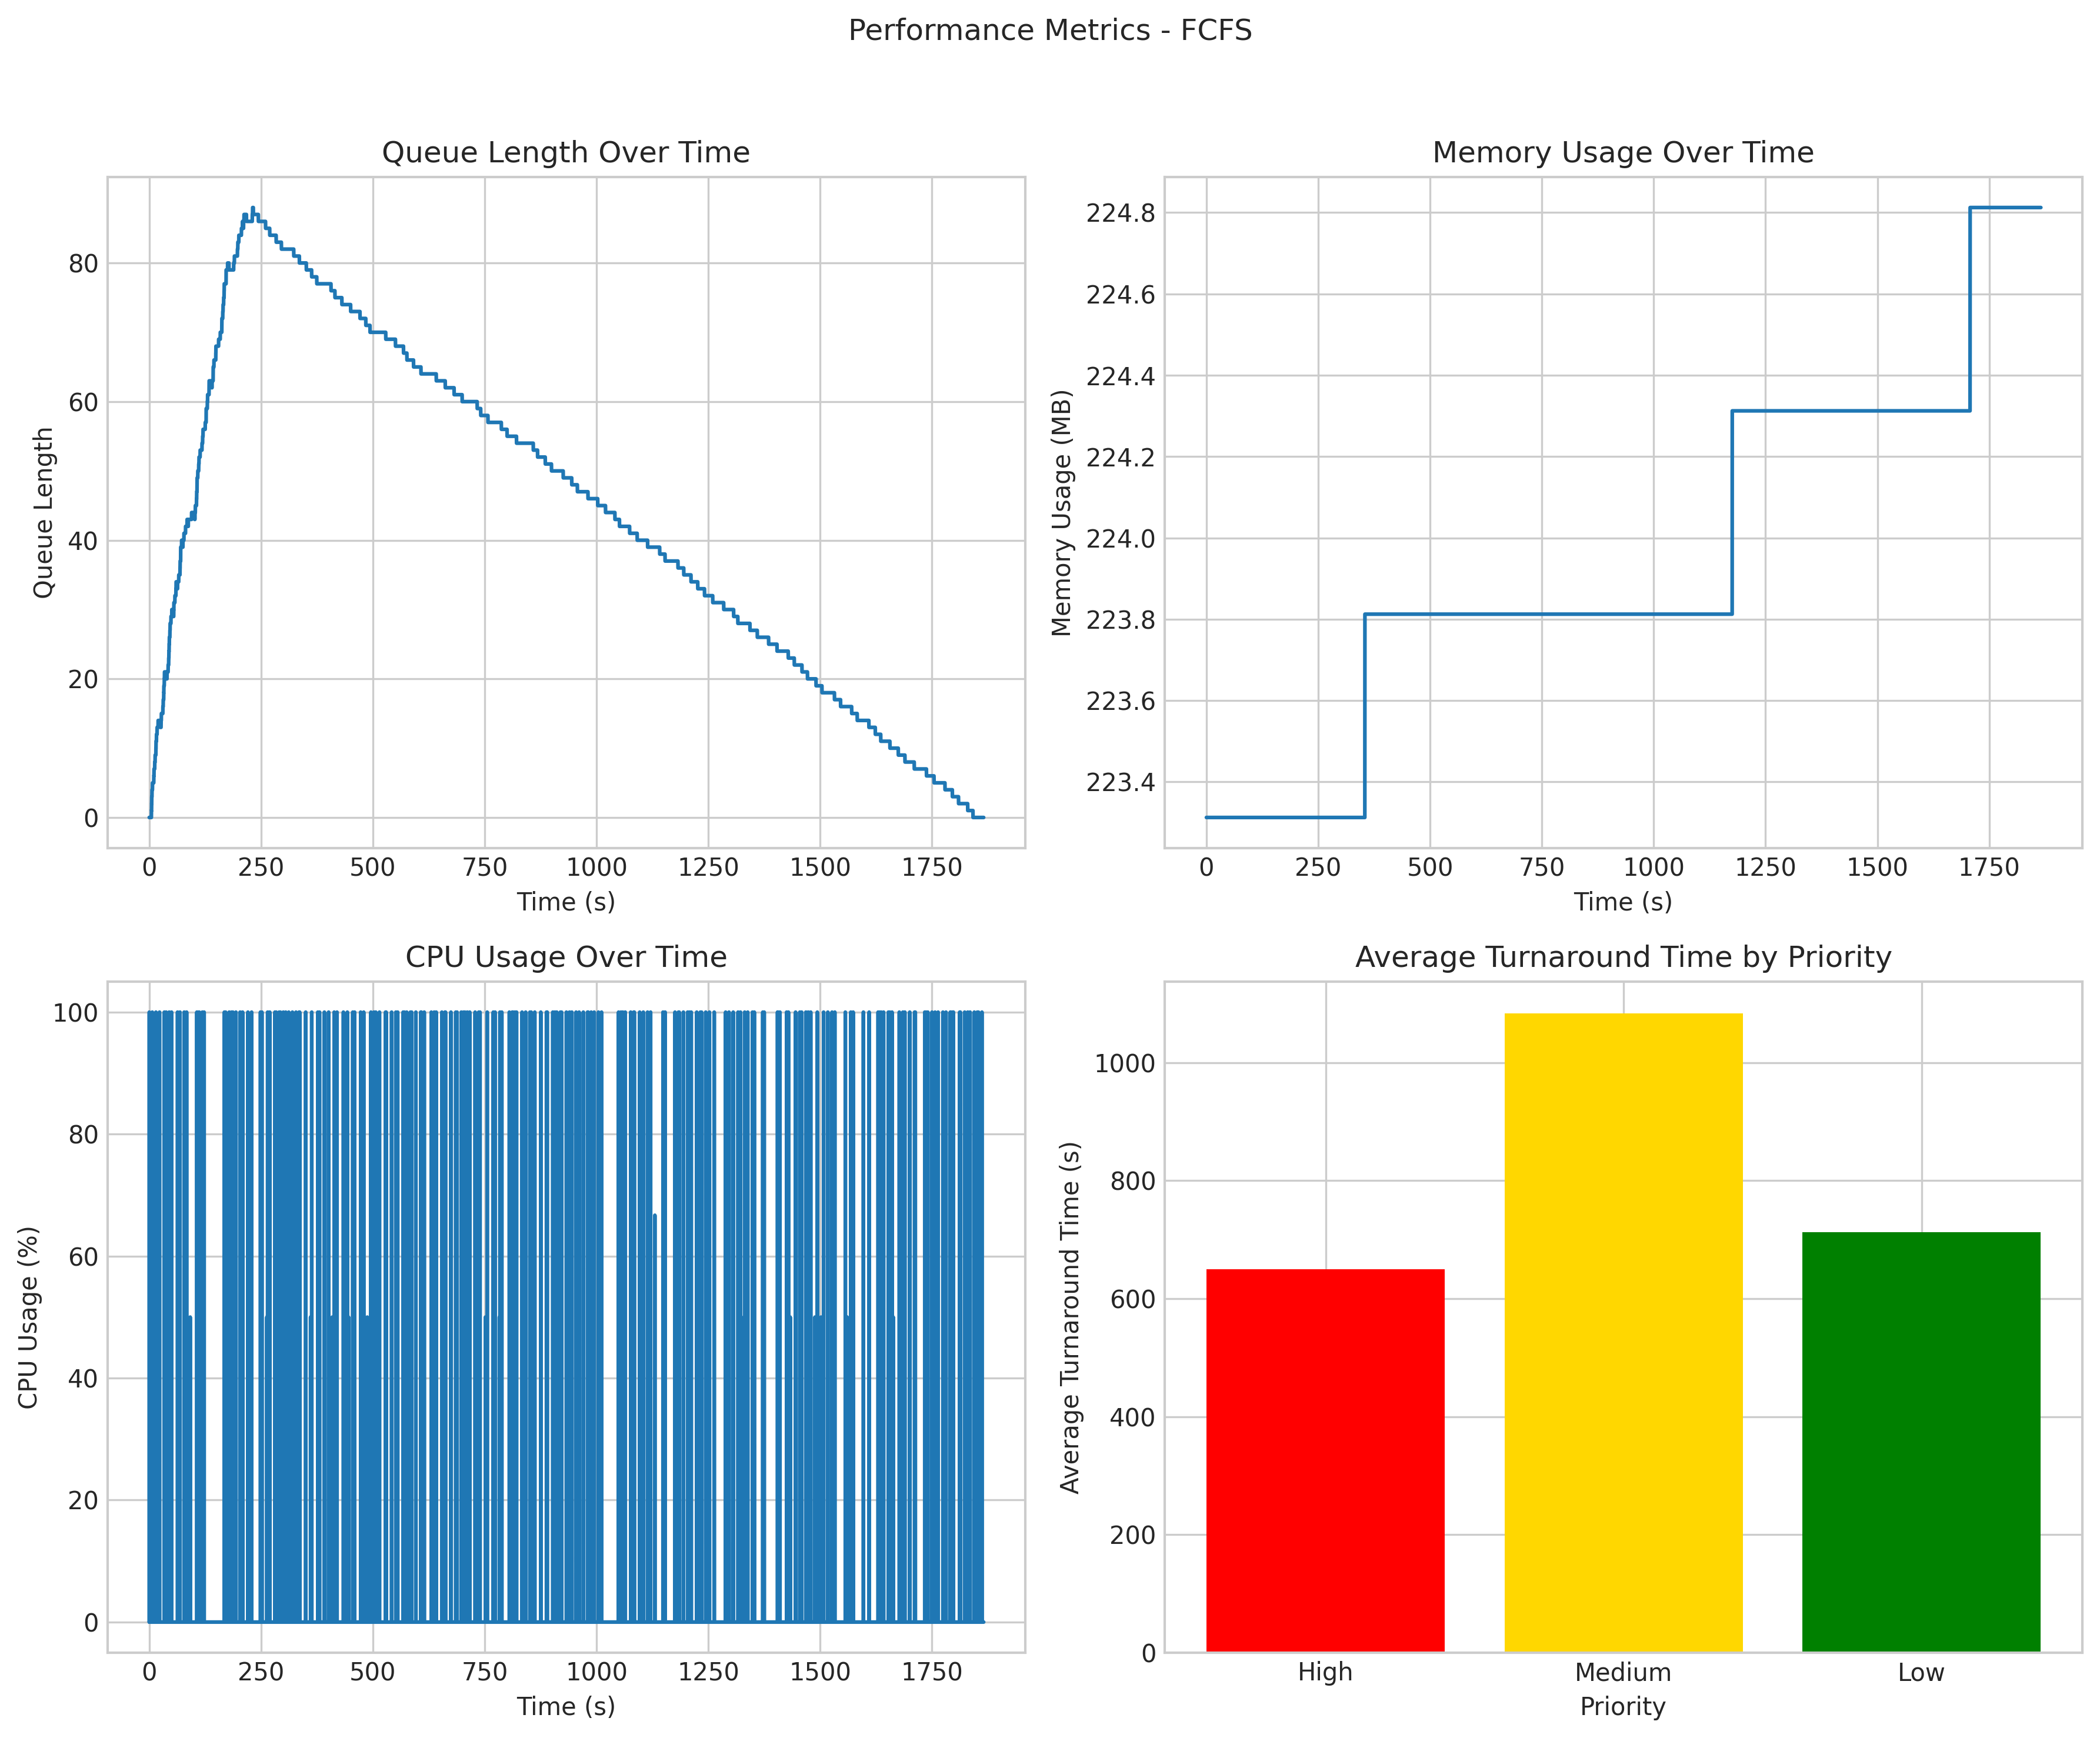 Performance Metrics - FCFS
Queue Length Over Time
Queue Length
80
60
40
20
0
0 250 500 750 1000 1250 1500 1750
Time (s)
Memory Usage Over Time
Memory Usage (MB)
224.8
224.6
224.4
224.2
224.0
223.8
223.6
223.4
0 250 500 750 1000 1250 1500 1750
Time (s)
CPU Usage Over Time
CPU Usage (%)
100
80
60
40
20
0
0 250 500 750 1000 1250 1500 1750
Time (s)
Average Turnaround Time by Priority
Average Turnaround Time (s)
1000
800
600
400
200
0
High Medium Low
Priority